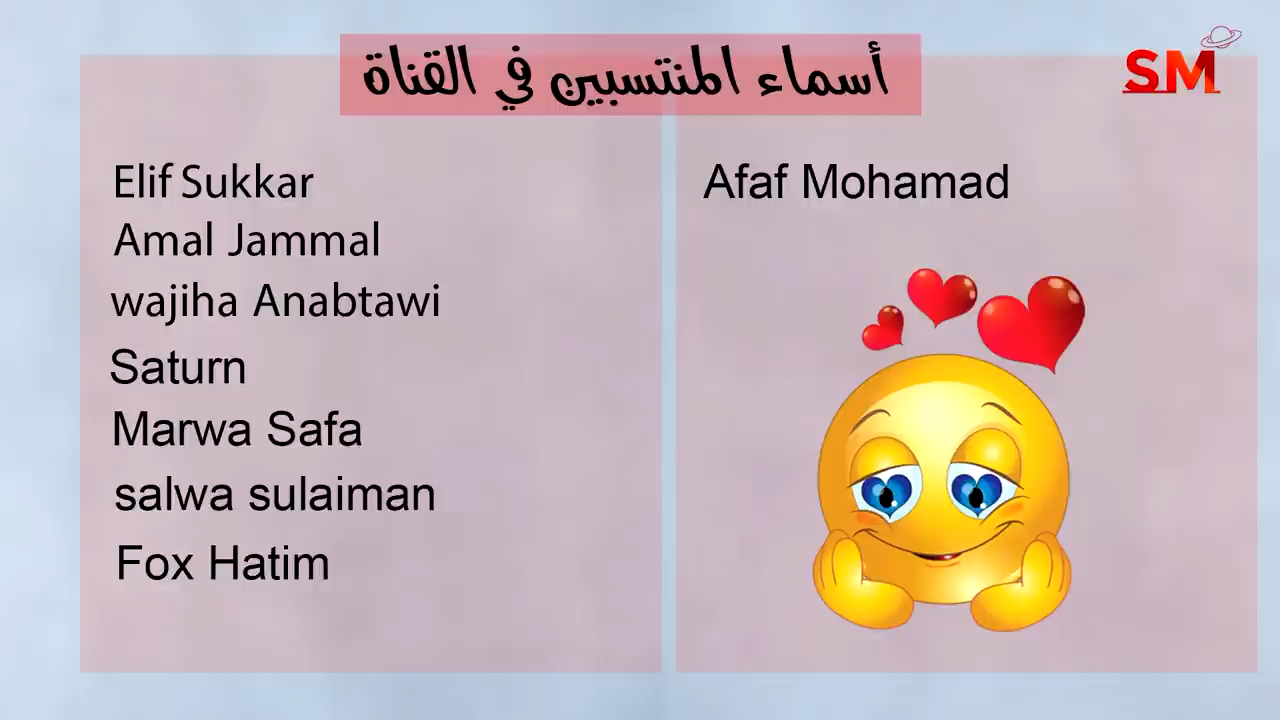 أسماء المنتسبين في القناة
SM
Elif Sukkar
Amal Jammal
wajiha Anabtawi
Saturn
Marwa Safa
salwa sulaiman
Fox Hatim
Afaf Mohamad